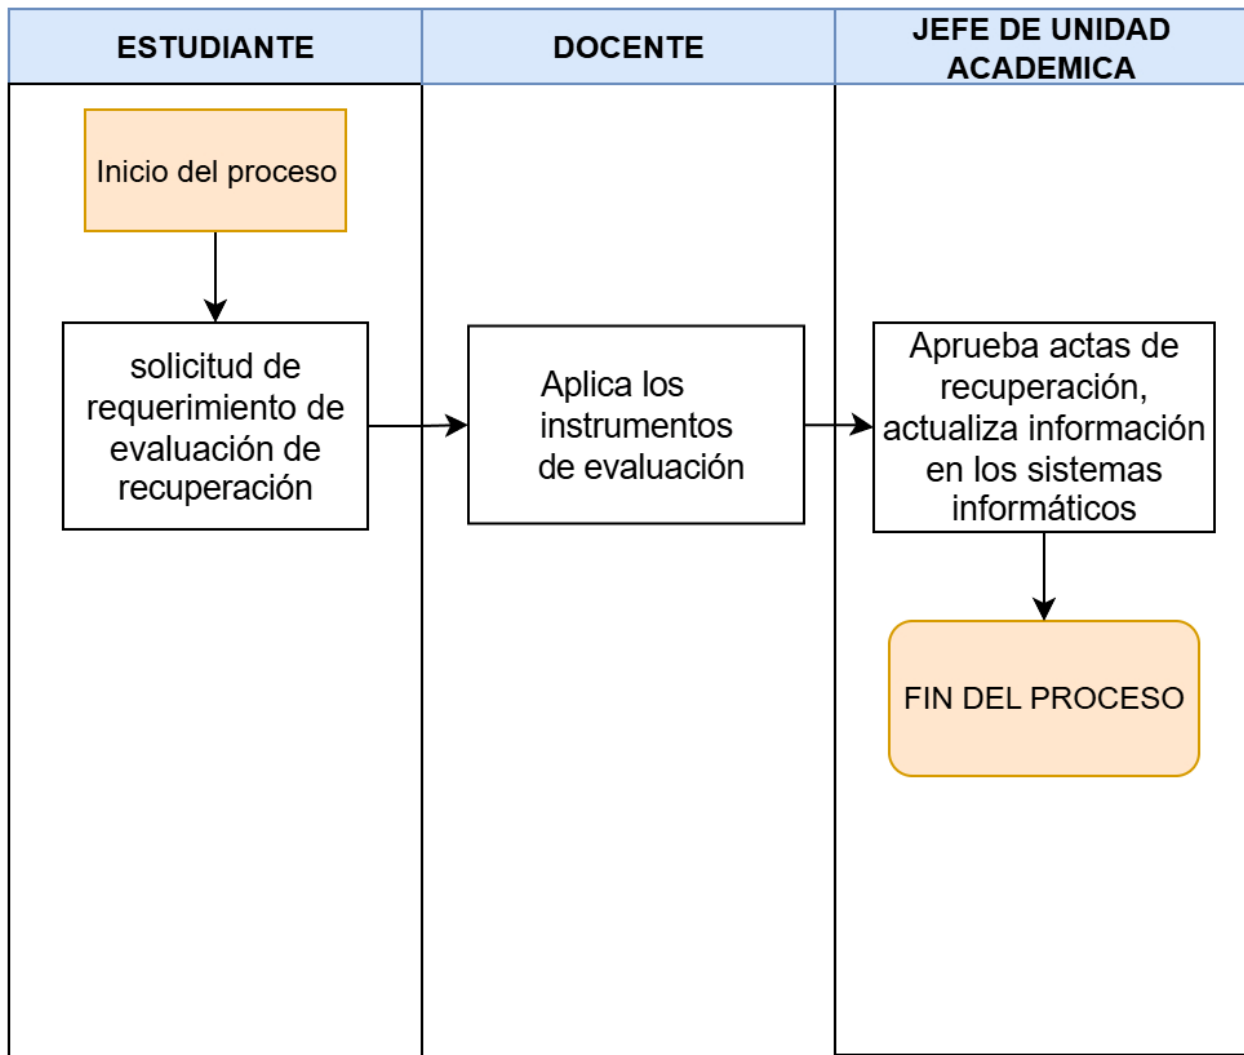 ESTUDIANTE
DOCENTE
JEFE DE UNIDAD
ACADEMICA
Inicio del proceso
solicitud de
requerimiento de
evaluación de
recuperación
Aplica los
instrumentos
de evaluación
Aprueba actas de
recuperación,
actualiza información
en los sistemas
informáticos
FIN DEL PROCESO